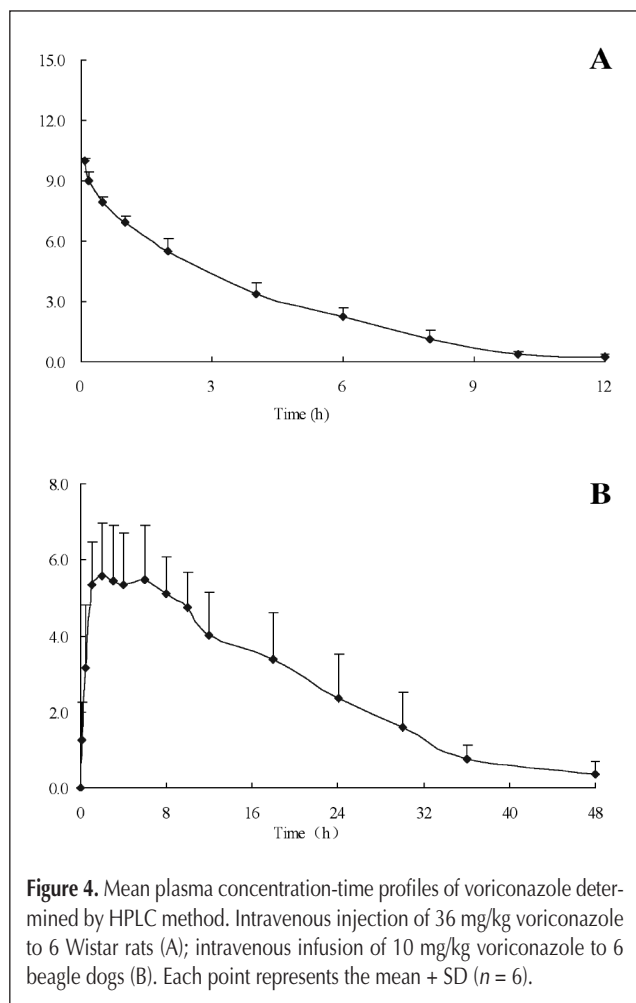 A
15.0
12.0
9.0
6.0
3.0
0.0
0 3 6 9 12
Time (h)
B
8.0
6.0
4.0
2.0
0.0
0 8 16 24 32 40 48
Time (h)
Figure 4. Mean plasma concentration-time profiles of voriconazole deter-
mined by HPLC method. Intravenous injection of 36 mg/kg voriconazole
to 6 Wistar rats (A); intravenous infusion of 10 mg/kg voriconazole to 6
beagle dogs (B). Each point represents the mean + SD (n = 6).